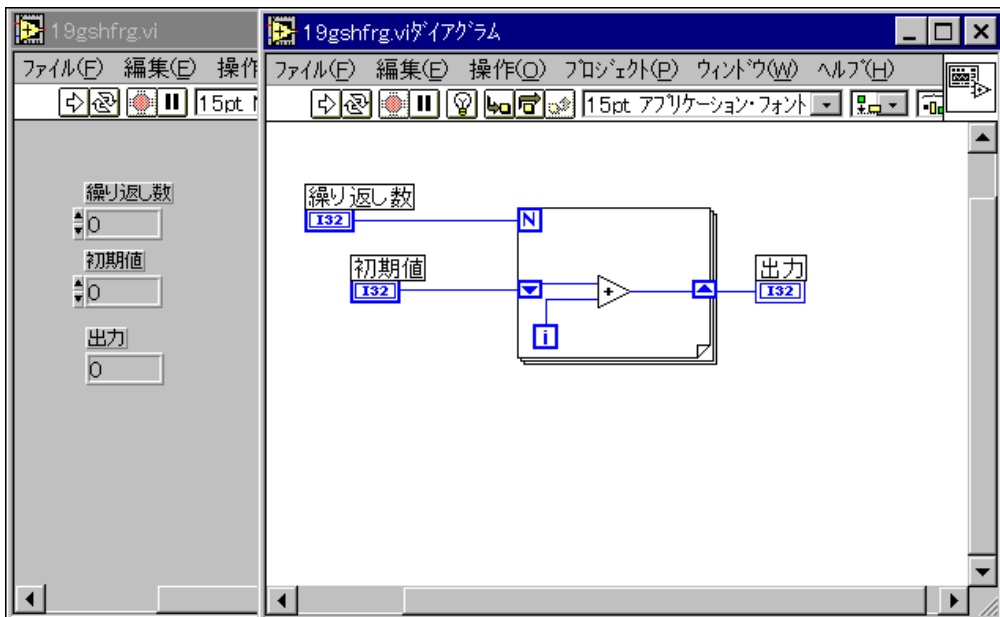 19gshfrg.vi
ファイル(F) 編集(E) 操作
15pt
繰り返し数
0
初期値
0
出力
0
19gshfrg.viﾀﾞｲｱｸﾞﾗﾑ
ファイル(F) 編集(E) 操作(O) ﾌﾟﾛｼﾞｪｸﾄ(P) ｳｨﾝﾄﾞｳ(W) ﾍﾙﾌﾟ(H)
15pt ｱﾌﾟﾘｹｰｼｮﾝ・ﾌｫﾝﾄ
繰り返し数
I32
N
初期値
I32
+
i
出力
I32